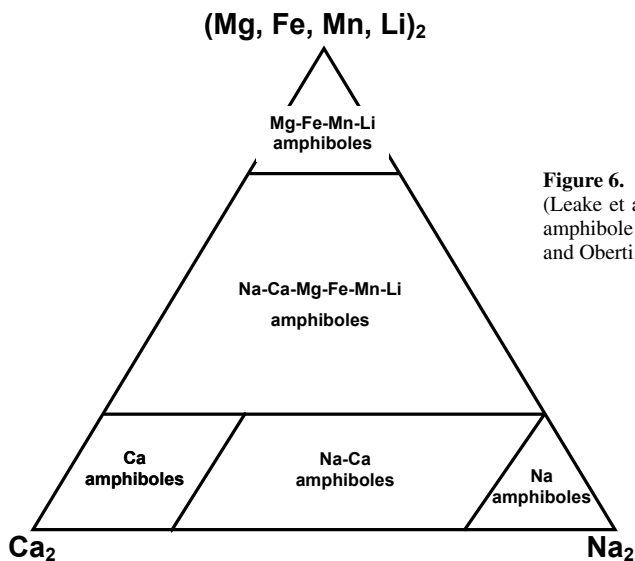 (Mg, Fe, Mn, Li)₂
Mg-Fe-Mn-Li
amphiboles
Figure 6.
(Leake et a
amphibole
and Oberti
Na-Ca-Mg-Fe-Mn-Li
amphiboles
Ca
amphiboles
Na-Ca
amphiboles
Na
amphiboles
Ca₂
Na₂